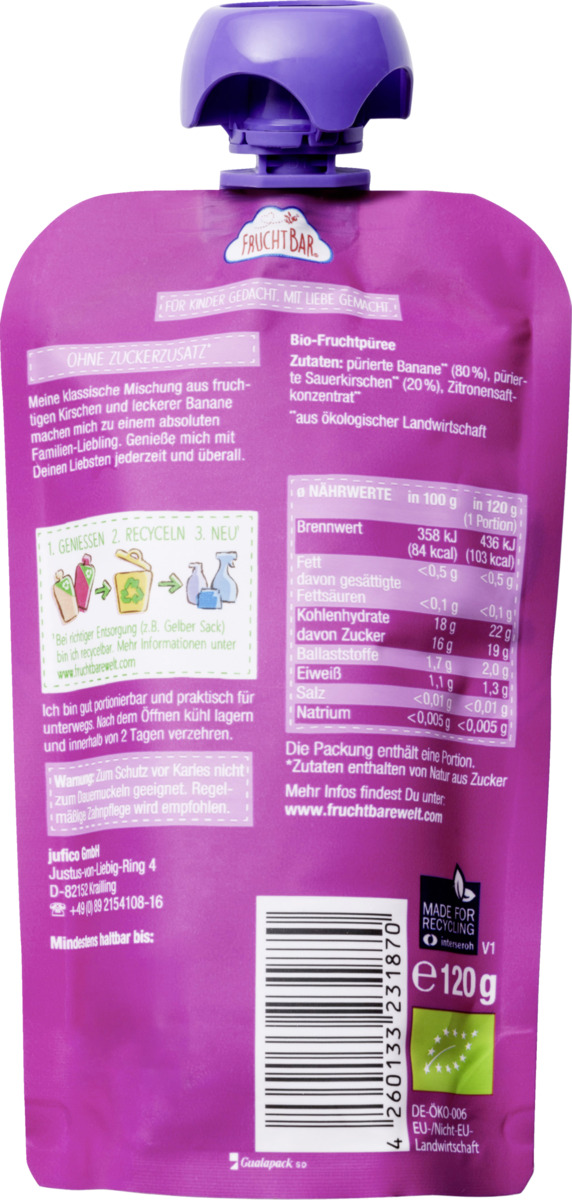 FRUCHTBAR®
FÜR KINDER GEDACHT. MIT LIEBE GEMACHT.
OHNE ZUCKERZUSATZ*
Meine klassische Mischung aus fruch-
tigen Kirschen und leckerer Banane
machen mich zu einem absoluten
Familien-Liebling. Genieße mich mit
Deinen Liebsten jederzeit und überall.
1. GENIESSEN 2. RECYCELN 3. NEU¹
¹Bei richtiger Entsorgung (z.B. Gelber Sack)
bin ich recycelbar. Mehr Informationen unter
www.fruchtbarewelt.com
Ich bin gut portionierbar und praktisch für
unterwegs. Nach dem Öffnen kühl lagern
und innerhalb von 2 Tagen verzehren.
Warnung: Zum Schutz vor Karies nicht
zum Dauernuckeln geeignet. Regel-
mäßige Zahnpflege wird empfohlen.
jufico GmbH
Justus-von-Liebig-Ring 4
D-82152 Krailling
☎ +49 (0) 89 2154108-16
Mindestens haltbar bis:
Bio-Fruchtpüree
Zutaten: pürierte Banane** (80%), pürier-
te Sauerkirschen** (20%), Zitronensaft-
konzentrat**
**aus ökologischer Landwirtschaft
ø NÄHRWERTE in 100 g in 120 g
(1 Portion)
Brennwert 358 kJ 436 kJ
(84 kcal) (103 kcal)
Fett <0,5 g <0,5 g
davon gesättigte
Fettsäuren <0,1 g <0,1 g
Kohlenhydrate 18 g 22 g
davon Zucker 16 g 19 g
Ballaststoffe 1,7 g 2,0 g
Eiweiß 1,1 g 1,3 g
Salz <0,01 g <0,01 g
Natrium <0,005 g <0,005 g
Die Packung enthält eine Portion.
*Zutaten enthalten von Natur aus Zucker
Mehr Infos findest Du unter:
www.fruchtbarewelt.com
MADE FOR
RECYCLING
interseroh
V1
e 120 g
4 260133 231870
DE-ÖKO-006
EU-/Nicht-EU-
Landwirtschaft
Gualapack SD